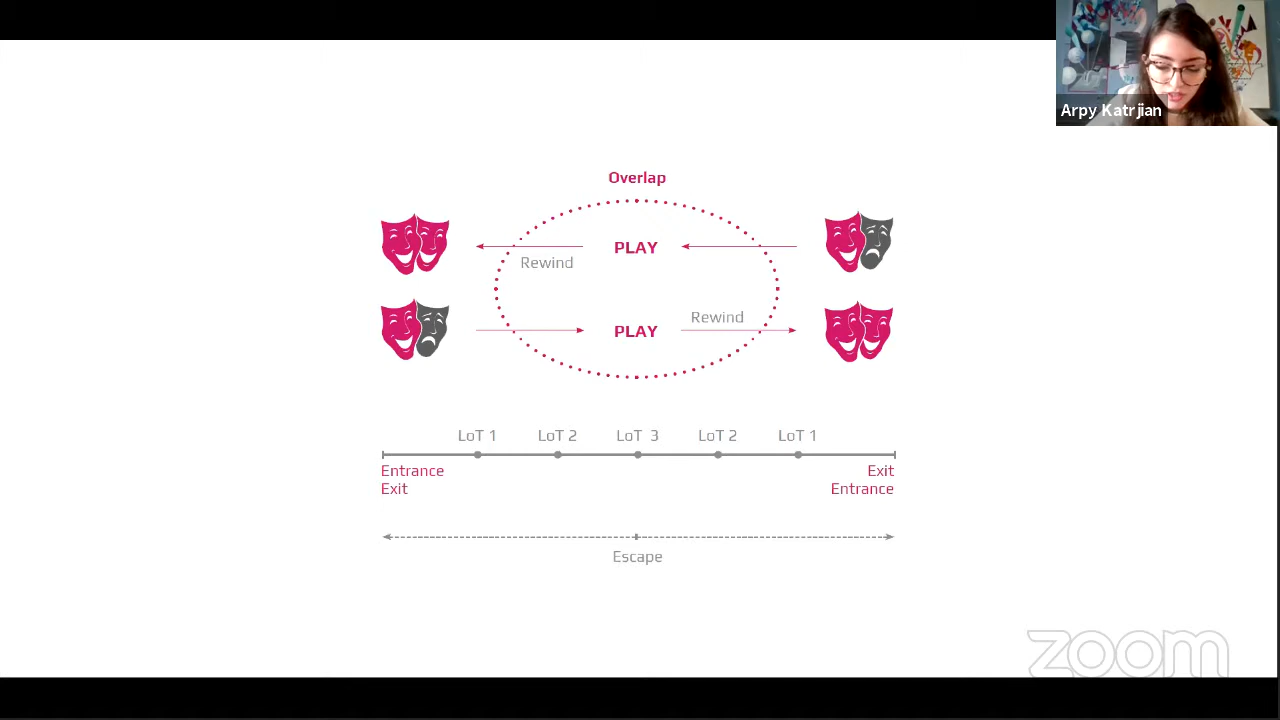 Arpy Katrjian
Overlap
PLAY
Rewind
Rewind
PLAY
LoT 1 LoT 2 LoT 3 LoT 2 LoT 1
Entrance Exit
Exit Entrance
Escape
zoom